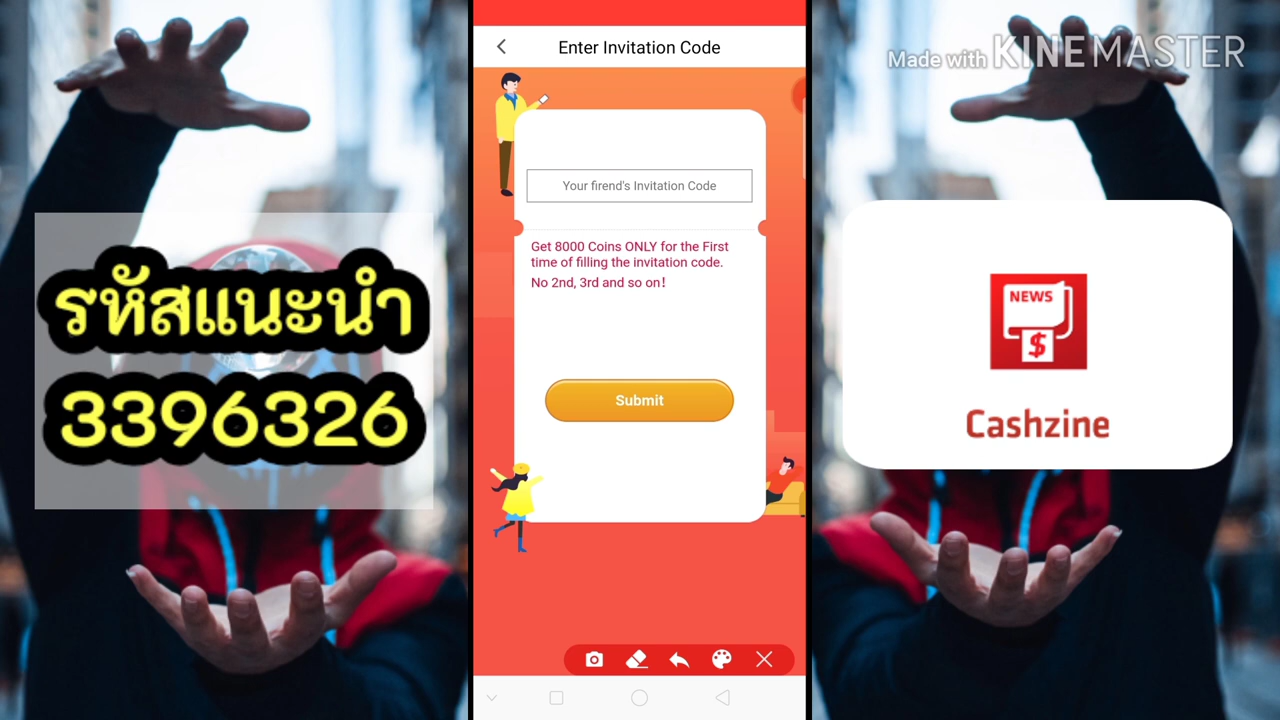 Enter Invitation Code
Made with KINEMASTER
Your firend's Invitation Code
Get 8000 Coins ONLY for the First
time of filling the invitation code.
No 2nd, 3rd and so on!
Submit
รหัสแนะนำ
3396326
NEWS
$
Cashzine